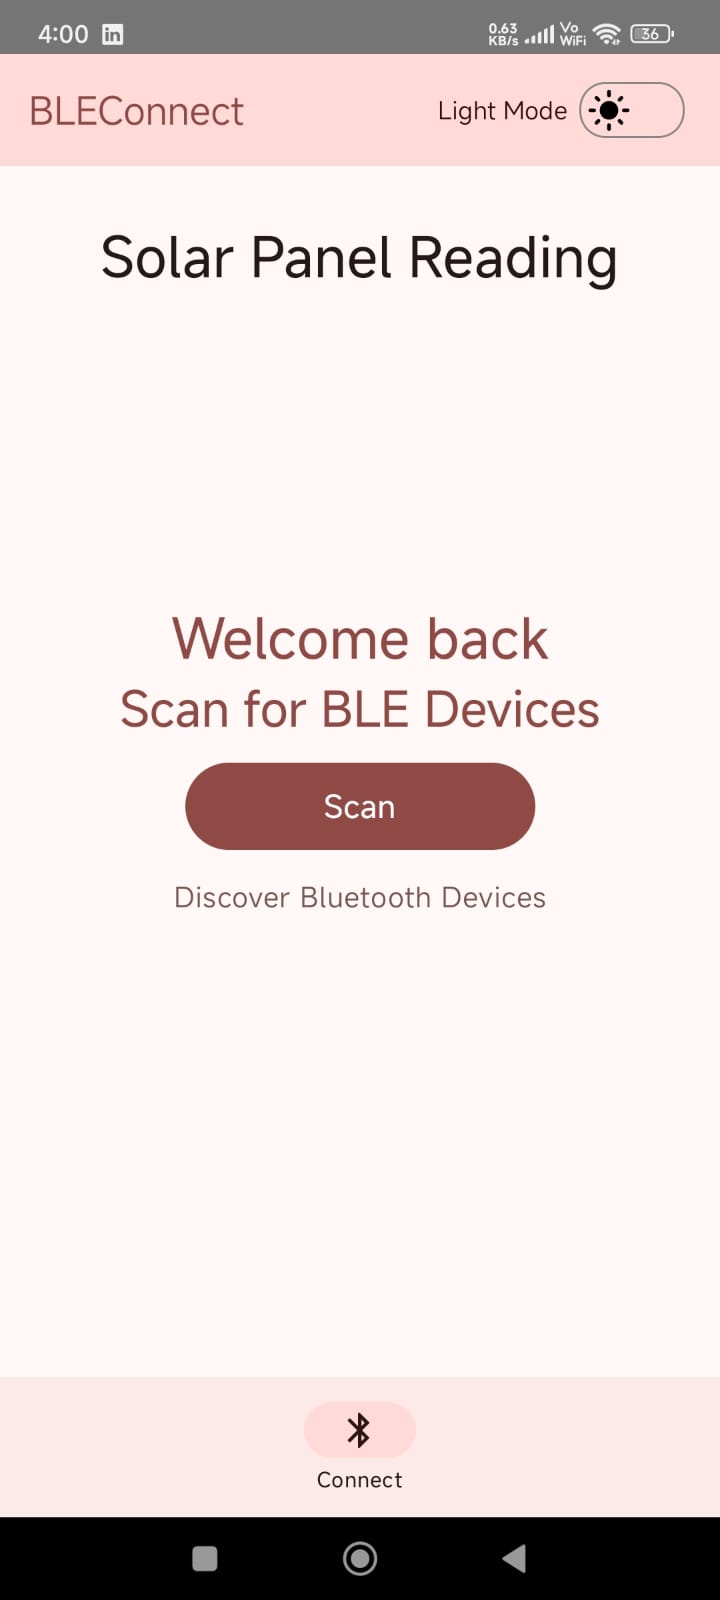 4:00 in 0.63 KB/s Vo WiFi 36
BLEConnect Light Mode
Solar Panel Reading
Welcome back
Scan for BLE Devices
Scan
Discover Bluetooth Devices
Connect